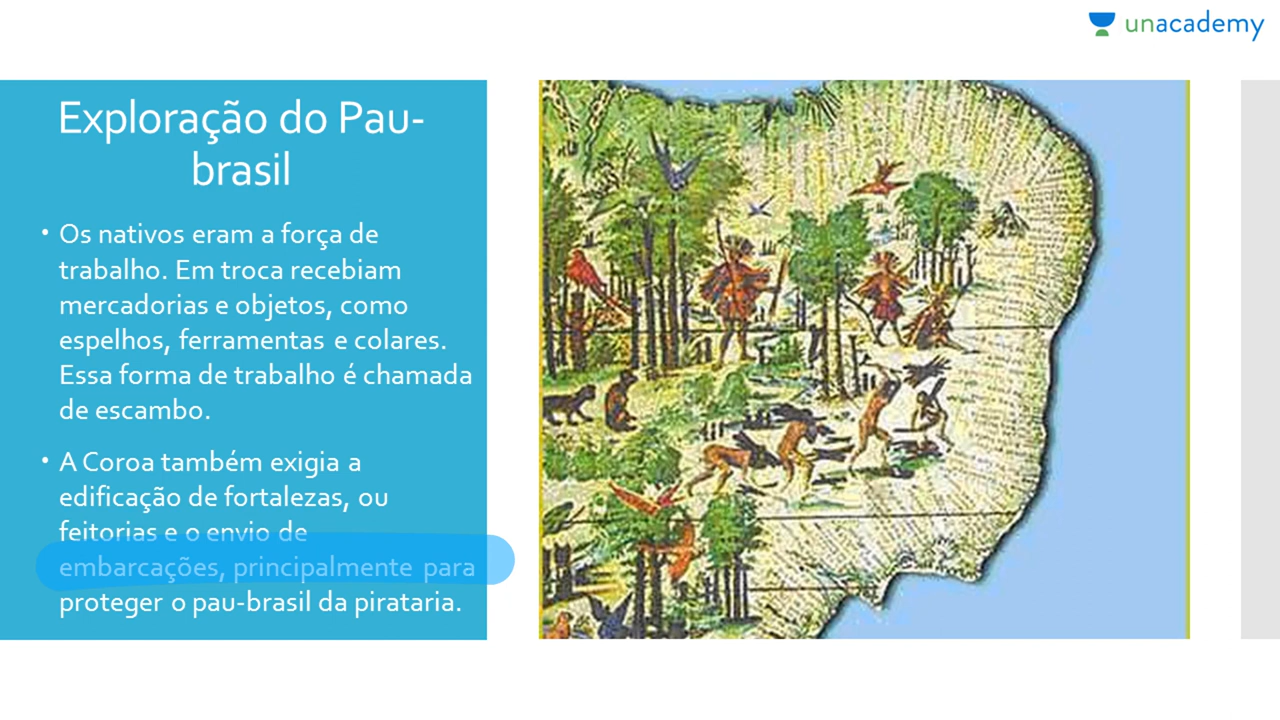 unacademy
Exploração do Pau-
brasil
• Os nativos eram a força de
trabalho. Em troca recebiam
mercadorias e objetos, como
espelhos, ferramentas e colares.
Essa forma de trabalho é chamada
de escambo.
• A Coroa também exigia a
edificação de fortalezas, ou
feitorias e o envio de
embarcações, principalmente para
proteger o pau-brasil da pirataria.